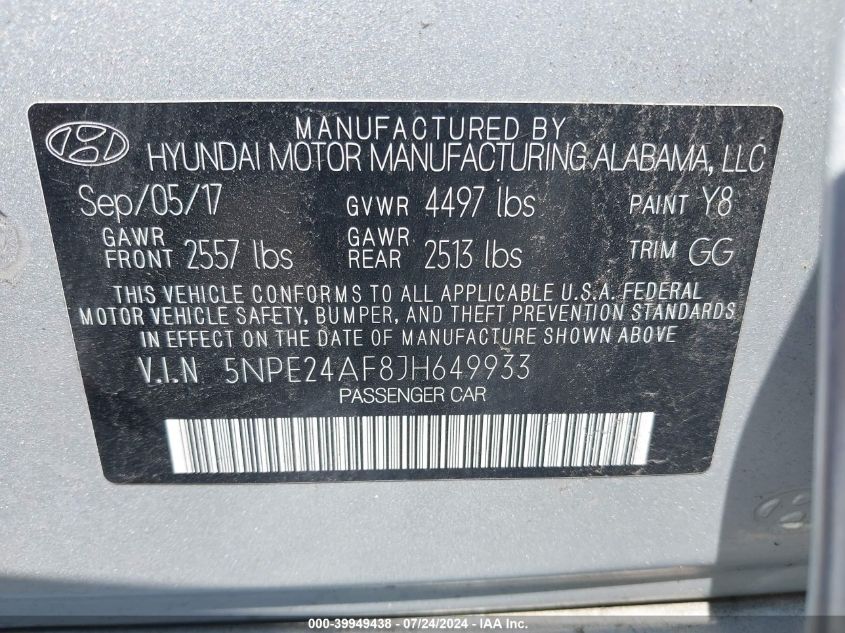 MANUFACTURED BY
HYUNDAI MOTOR MANUFACTURING ALABAMA, LLC
Sep/05/17 GVWR 4497 lbs PAINT Y8
GAWR FRONT 2557 lbs GAWR REAR 2513 lbs TRIM GG
THIS VEHICLE CONFORMS TO ALL APPLICABLE U.S.A. FEDERAL
MOTOR VEHICLE SAFETY, BUMPER, AND THEFT PREVENTION STANDARDS
IN EFFECT ON THE DATE OF MANUFACTURE SHOWN ABOVE
V.I.N 5NPE24AF8JH649933
PASSENGER CAR
000-39949438 - 07/24/2024 - IAAI.com